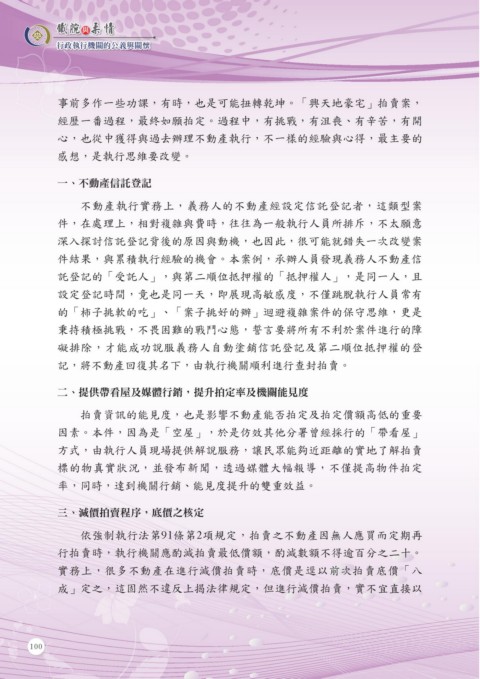 鐵腕與柔情
行政執行機關的公義與關懷
事前多作一些功課，有時，也是可能扭轉乾坤。「興天地豪宅」拍賣案，
經歷一番過程，最終如願拍定。過程中，有挑戰，有沮喪、有辛苦，有開
心，也從中獲得與過去辦理不動產執行，不一樣的經驗與心得，最主要的
感想，是執行思維要改變。
一、不動產信託登記
不動產執行實務上，義務人的不動產經設定信託登記者，這類型案
件，在處理上，相對複雜與費時，往往為一般執行人員所排斥，不太願意
深入探討信託登記背後的原因與動機，也因此，很可能就錯失一次改變案
件結果，與累積執行經驗的機會。本案例，承辦人員發現義務人不動產信
託登記的「受託人」，與第二順位抵押權的「抵押權人」，是同一人，且
設定登記時間，竟也是同一天，即展現高敏感度，不僅跳脫執行人員常有
的「柿子挑軟的吃」、「案子挑好的辦」迴避複雜案件的保守思維，更是
秉持積極挑戰，不畏困難的戰鬥心態，誓言要將所有不利於案件進行的障
礙排除，才能成功說服義務人自動塗銷信託登記及第二順位抵押權的登
記，將不動產回復其名下，由執行機關順利進行查封拍賣。
二、提供帶看屋及媒體行銷，提升拍定率及機關能見度
拍賣資訊的能見度，也是影響不動產能否拍定及拍定價額高低的重要
因素。本件，因為是「空屋」，於是仿效其他分署曾經採行的「帶看屋」
方式，由執行人員現場提供解說服務，讓民眾能夠近距離的實地了解拍賣
標的物真實狀況，並發布新聞，透過媒體大幅報導，不僅提高物件拍定
率，同時，達到機關行銷、能見度提升的雙重效益。
三、減價拍賣程序，底價之核定
依強制執行法第91條第2項規定，拍賣之不動產因無人應買而定期再
行拍賣時，執行機關應酌減拍賣最低價額，酌減數額不得逾百分之二十。
實務上，很多不動產在進行減價拍賣時，底價是逕以前次拍賣底價「八
成」定之，這固然不違反上揭法律規定，但進行減價拍賣，實不宜直接以
100